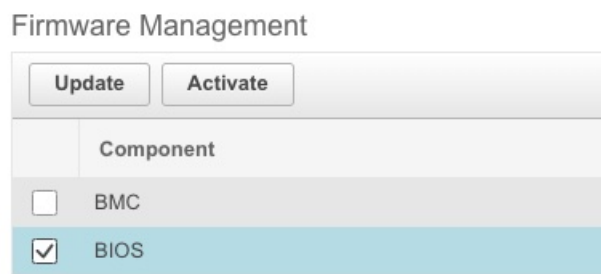 Firmware Management
Update Activate
Component
BMC
BIOS